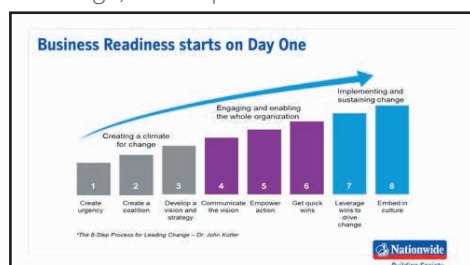 Business Readiness starts on Day One
Implementing and
sustaining change
Engaging and enabling
the whole organization
Creating a climate
for change
1 2 3 4 5 6 7 8
Create
urgency
Create a
coalition
Develop a
vision and
strategy
Communicate
the vision
Empower
action
Get quick
wins
Leverage
wins to
drive
change
Embed in
culture
*The 8-Step Process for Leading Change – Dr. John Kotter
Nationwide
Building Society